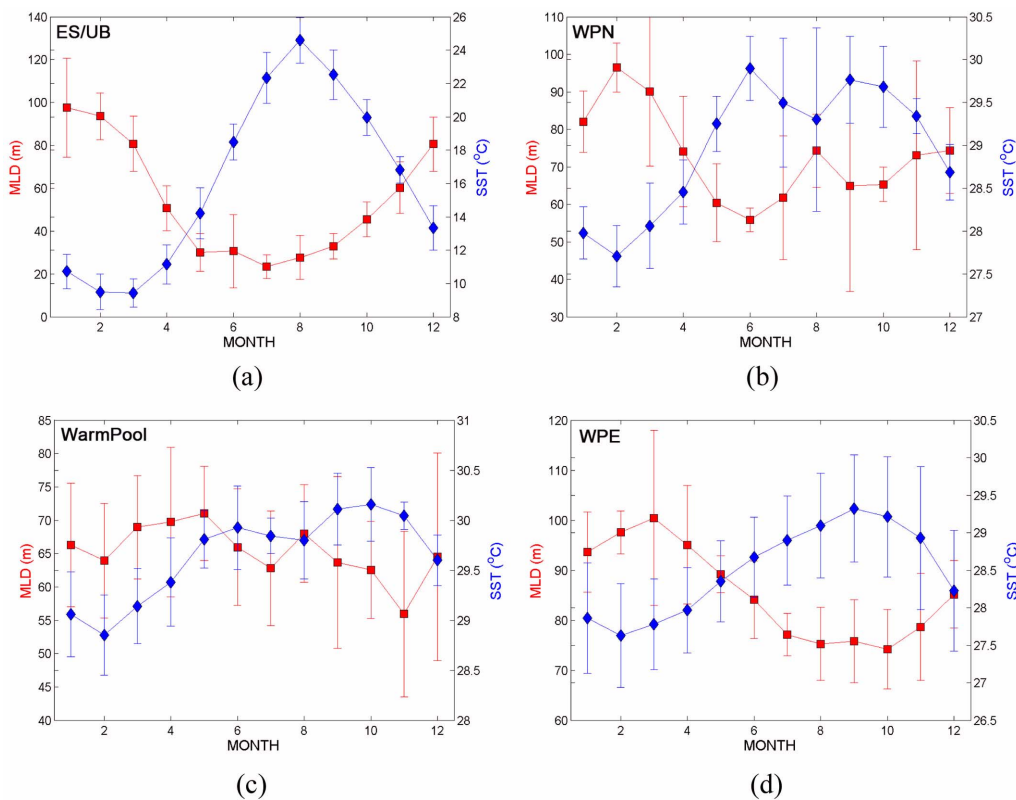 ES/UB
140
120
100
80
60
40
20
0
MLD (m)
26
24
22
20
18
16
14
12
10
8
SST (°C)
2 4 6 8 10 12
MONTH
(a)
WPN
110
100
90
80
70
60
50
40
30
MLD (m)
30.5
30
29.5
29
28.5
28
27.5
27
SST (°C)
2 4 6 8 10 12
MONTH
(b)
WarmPool
85
80
75
70
65
60
55
50
45
40
MLD (m)
31
30.5
30
29.5
29
28.5
28
SST (°C)
2 4 6 8 10 12
MONTH
(c)
WPE
120
110
100
90
80
70
60
MLD (m)
30.5
30
29.5
29
28.5
28
27.5
27
26.5
SST (°C)
2 4 6 8 10 12
MONTH
(d)